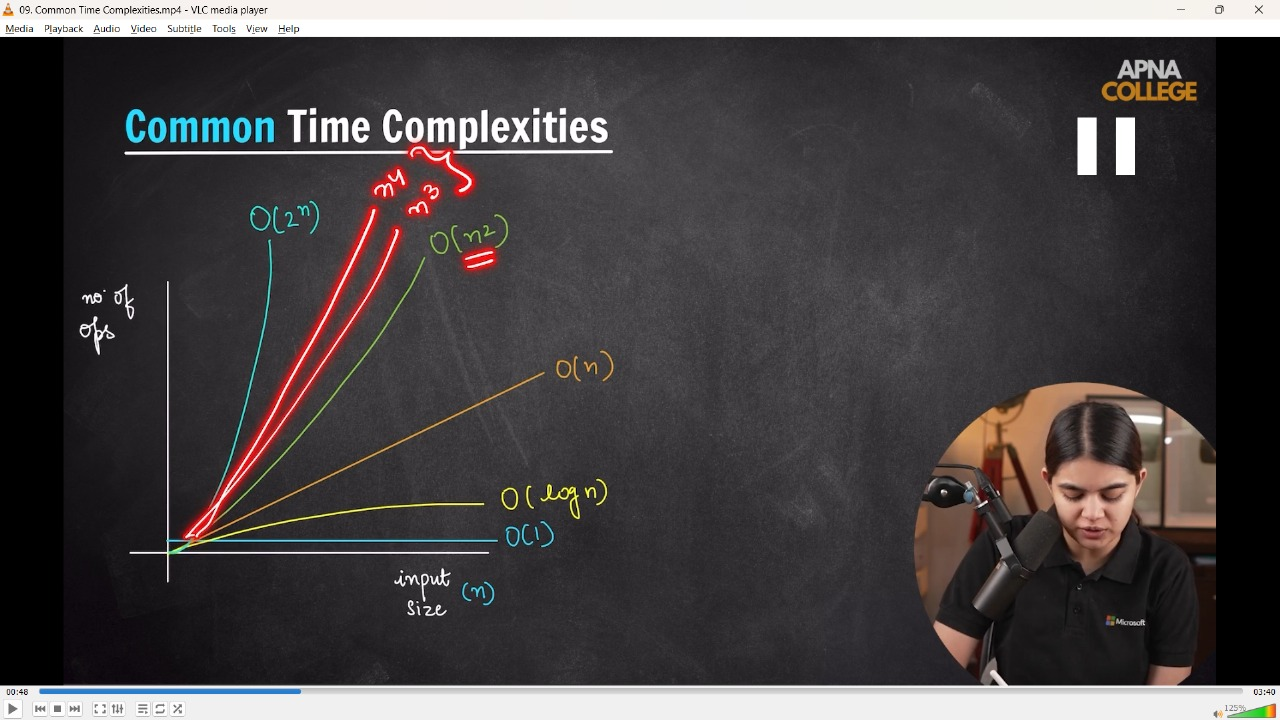 09. Common Time Complexities.mp4 - VLC media player
Media Playback Audio Video Subtitle Tools View Help
APNA
COLLEGE
Common Time Complexities
n⁴
n³
O(2ⁿ)
O(n²)
no. of
ops
O(n)
O(log n)
O(1)
input
size (n)
Microsoft
00:48 03:40
125%